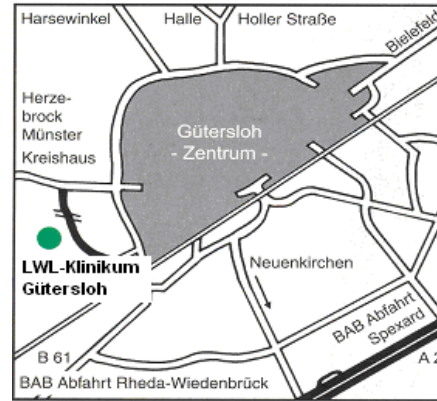 Harsewinkel
Halle
Holler Straße
Bielefeld
Herze-
brock
Münster
Kreishaus
Gütersloh
- Zentrum -
LWL-Klinikum
Gütersloh
Neuenkirchen
BAB Abfahrt
Spexard
B 61
A 2
BAB Abfahrt Rheda-Wiedenbrück